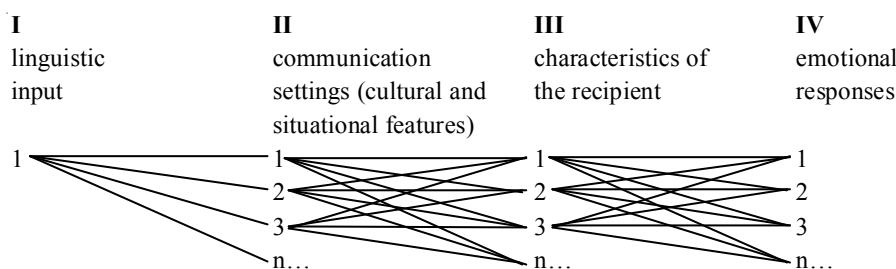 I II III IV
linguistic communication characteristics of emotional
input settings (cultural and the recipient responses
situational features)
1 1 1 1
2 2 2
3 3 3
n… n… n…